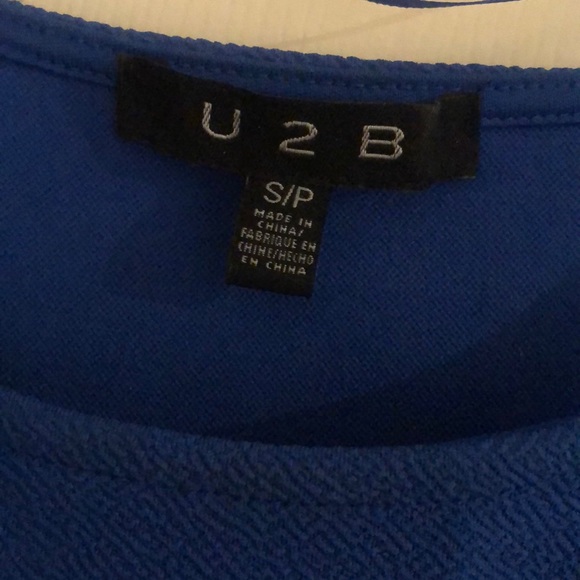 U 2 B
S/P
MADE IN
CHINA/
FABRIQUE EN
CHINE/HECHO
EN CHINA